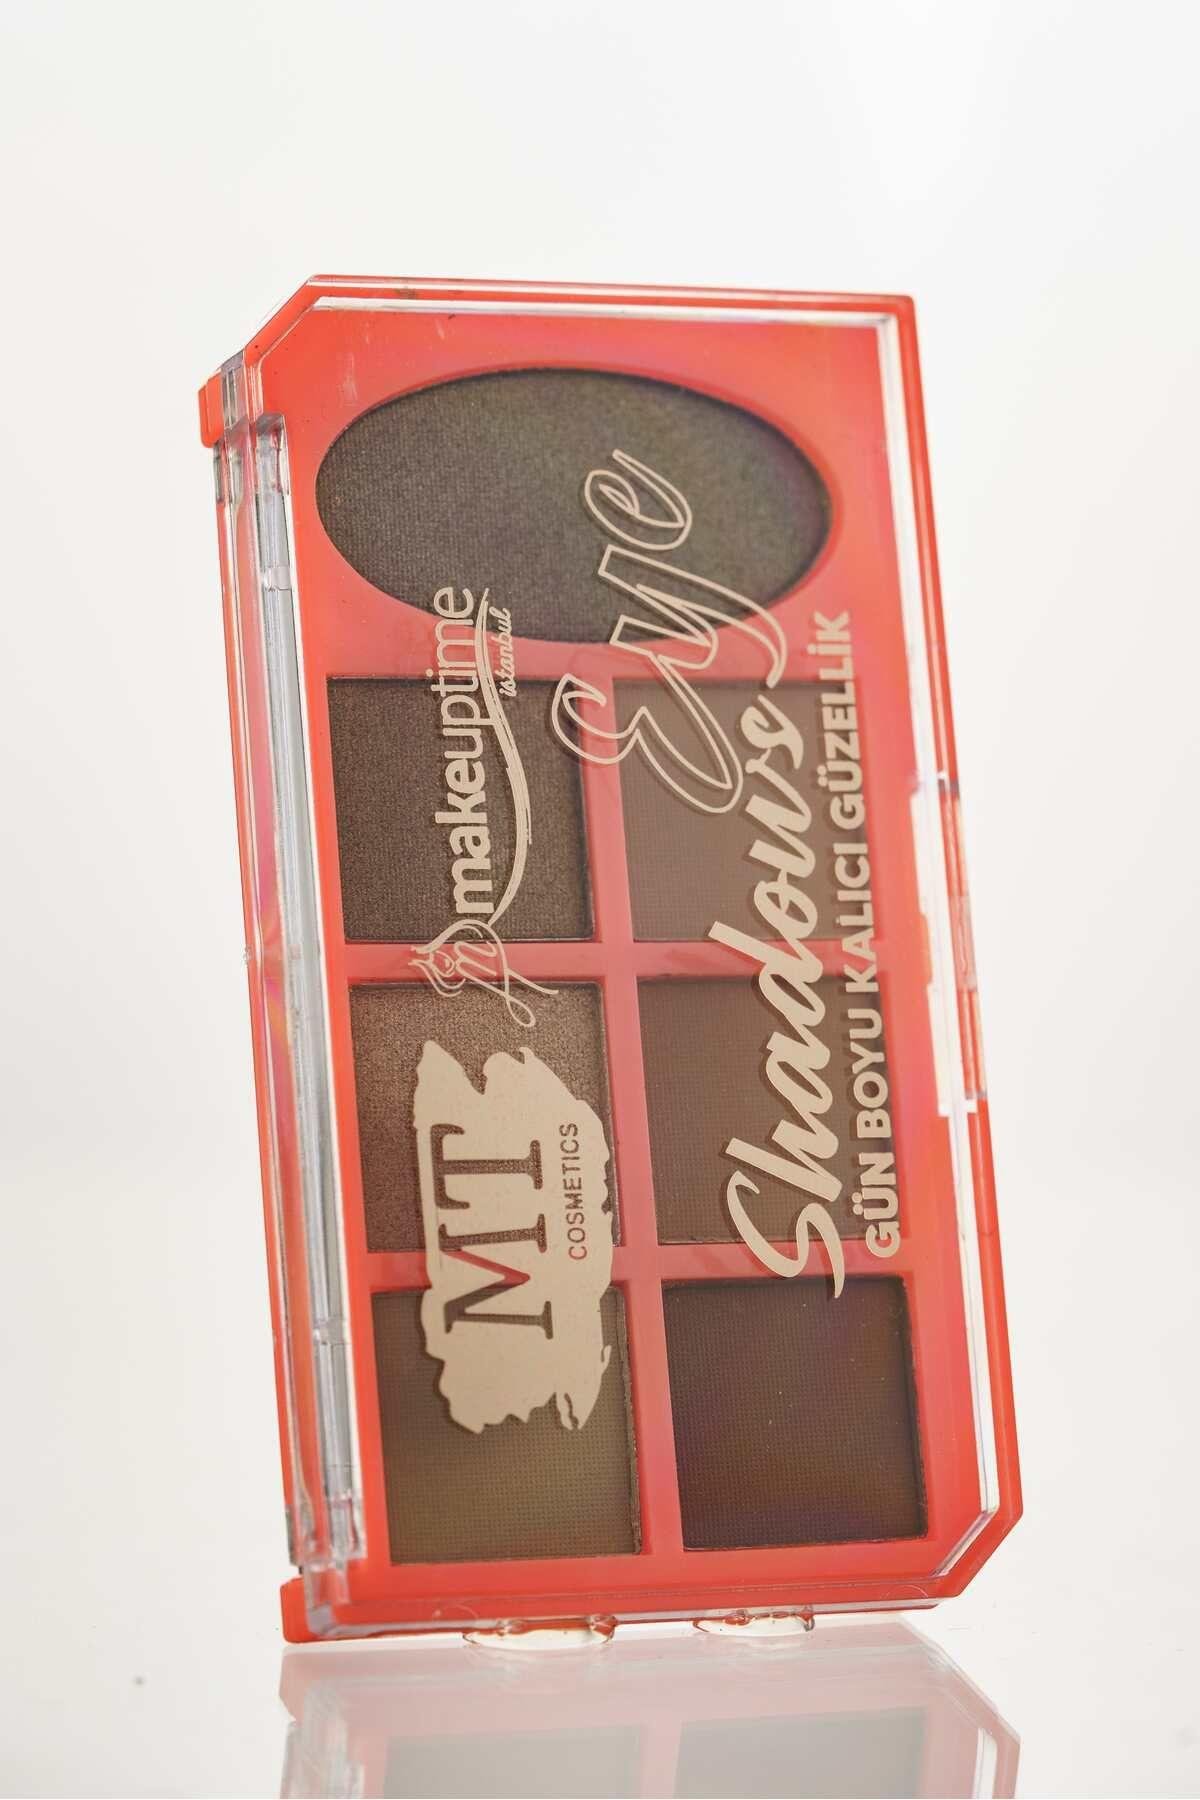 MT
COSMETICS
m makeuptime
istanbul
Eye
Shadows
GÜN BOYU KALICI GÜZELLİK